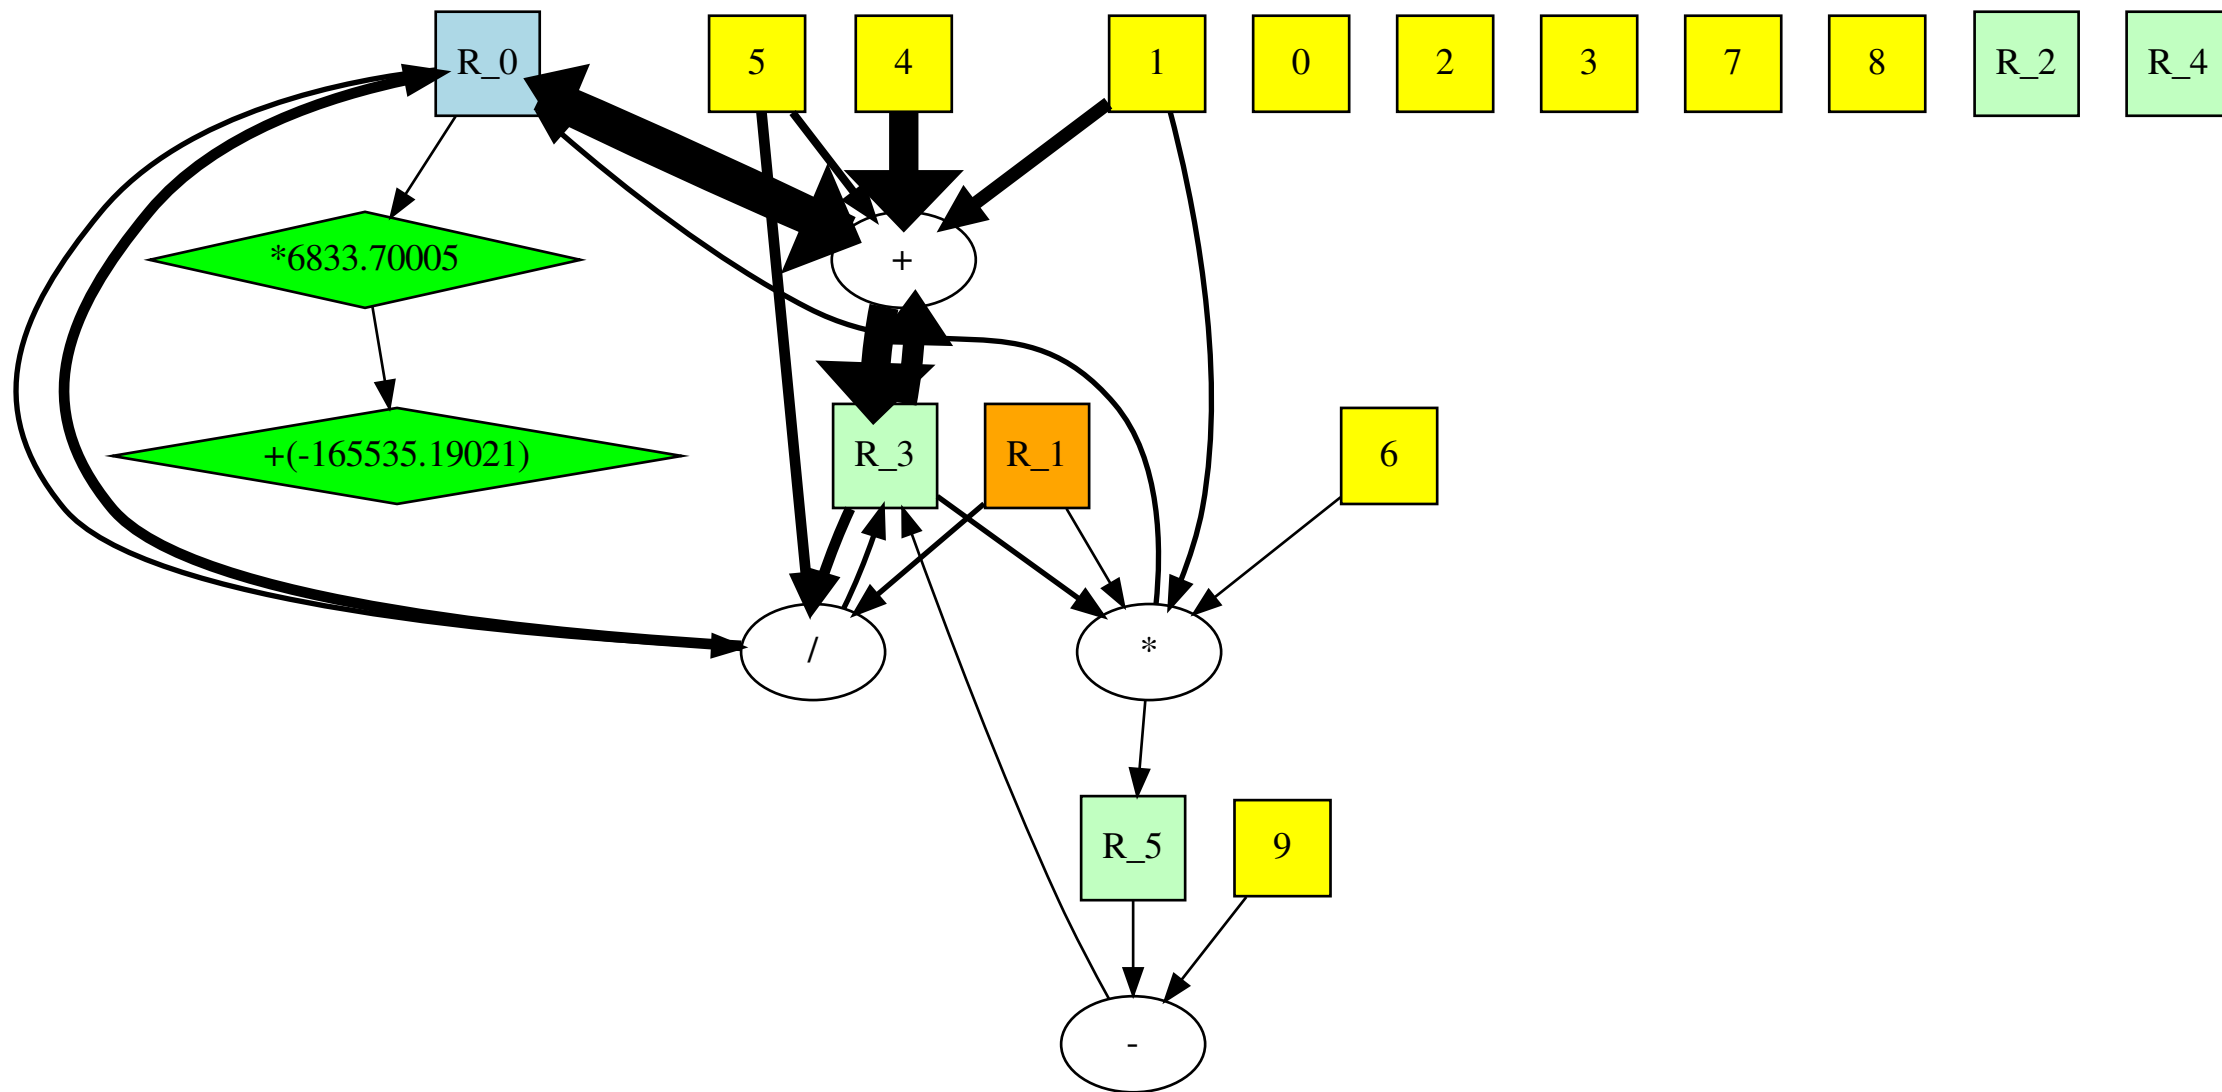 R_0
5
4
1
0
2
3
7
8
R_2
R_4
*6833.70005
+
+(-165535.19021)
R_3
R_1
6
/
*
R_5
9
-